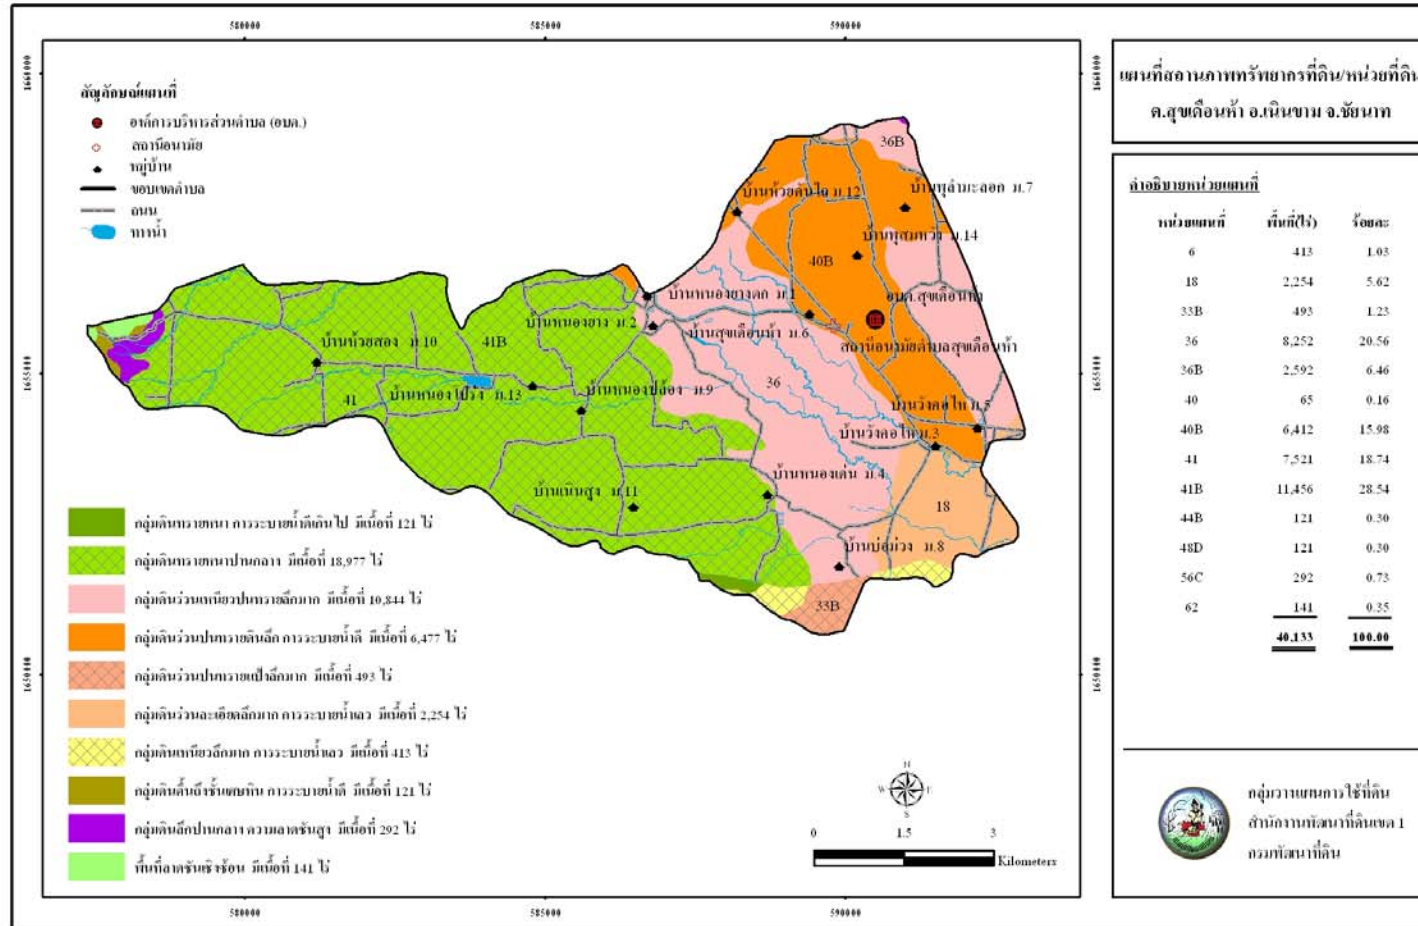 580000 585000 590000
1660000 1660000
แผนที่สถานภาพทรัพยากรที่ดิน/หน่วยที่ดิน
ต.สุขเดือนห้า อ.เนินขาม จ.ชัยนาท
สัญลักษณ์แผนที่
องค์การบริหารส่วนตำบล (อบต.)
สถานีอนามัย
หมู่บ้าน
ขอบเขตตำบล
ถนน
ทางน้ำ
36B
บ้านห้วยต้นไฉ ม.12
บ้านพุลำมะลอก ม.7
บ้านพุสมหวัง ม.14
40B
บ้านหนองยางตก ม.1
อบต.สุขเดือนห้า
บ้านหนองยาง ม.2
บ้านสุขเดือนห้า ม.6
บ้านห้วยสอง ม.10
41B
สถานีอนามัยตำบลสุขเดือนห้า
36
บ้านหนองโปร่ง ม.13
บ้านหนองปล้อง ม.9
41
บ้านวังคอไห ม.5
บ้านวังคอไห ม.3
บ้านหนองเด่น ม.4
บ้านเนินสูง ม.11
18
บ้านบ่อม่วง ม.8
33B
1655000 1655000
1650000 1650000
กลุ่มดินทรายหนา การระบายน้ำดีเกินไป มีเนื้อที่ 121 ไร่
กลุ่มดินทรายหนาปานกลาง มีเนื้อที่ 18,977 ไร่
กลุ่มดินร่วนเหนียวปนทรายลึกมาก มีเนื้อที่ 10,844 ไร่
กลุ่มดินร่วนปนทรายดินลึก การระบายน้ำดี มีเนื้อที่ 6,477 ไร่
กลุ่มดินร่วนปนทรายแป้งลึกมาก มีเนื้อที่ 493 ไร่
กลุ่มดินร่วนละเอียดลึกมาก การระบายน้ำเลว มีเนื้อที่ 2,254 ไร่
กลุ่มดินเหนียวลึกมาก การระบายน้ำเลว มีเนื้อที่ 413 ไร่
กลุ่มดินตื้นถึงชั้นเศษหิน การระบายน้ำดี มีเนื้อที่ 121 ไร่
กลุ่มดินลึกปานกลาง ความลาดชันสูง มีเนื้อที่ 292 ไร่
พื้นที่ลาดชันเชิงซ้อน มีเนื้อที่ 141 ไร่
N
W E
S
0 1.5 3
Kilometers
580000 585000 590000
คำอธิบายหน่วยแผนที่
หน่วยแผนที่ พื้นที่(ไร่) ร้อยละ
6 413 1.03
18 2,254 5.62
33B 493 1.23
36 8,252 20.56
36B 2,592 6.46
40 65 0.16
40B 6,412 15.98
41 7,521 18.74
41B 11,456 28.54
44B 121 0.30
48D 121 0.30
56C 292 0.73
62 141 0.35
40,133 100.00
กลุ่มวางแผนการใช้ที่ดิน
สำนักงานพัฒนาที่ดินเขต 1
กรมพัฒนาที่ดิน